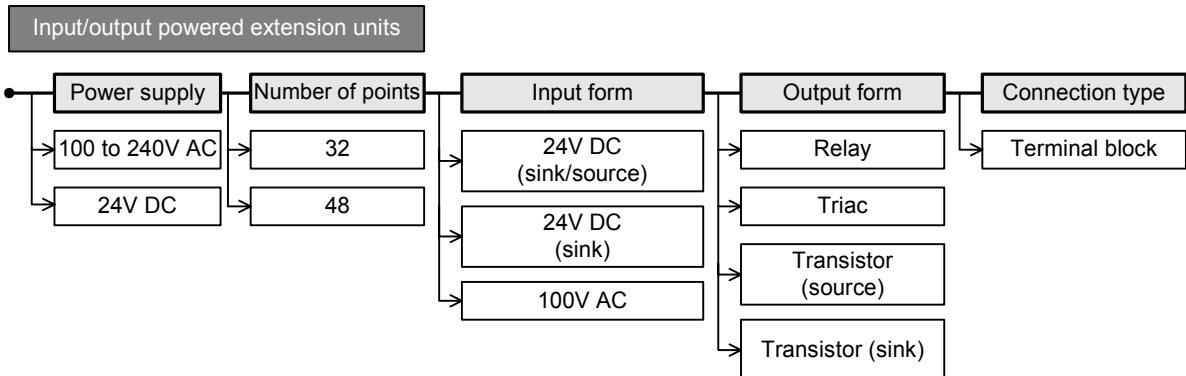 Input/output powered extension units
Power supply
Number of points
Input form
Output form
Connection type
100 to 240V AC
24V DC
32
48
24V DC
(sink/source)
24V DC
(sink)
100V AC
Relay
Triac
Transistor
(source)
Transistor (sink)
Terminal block